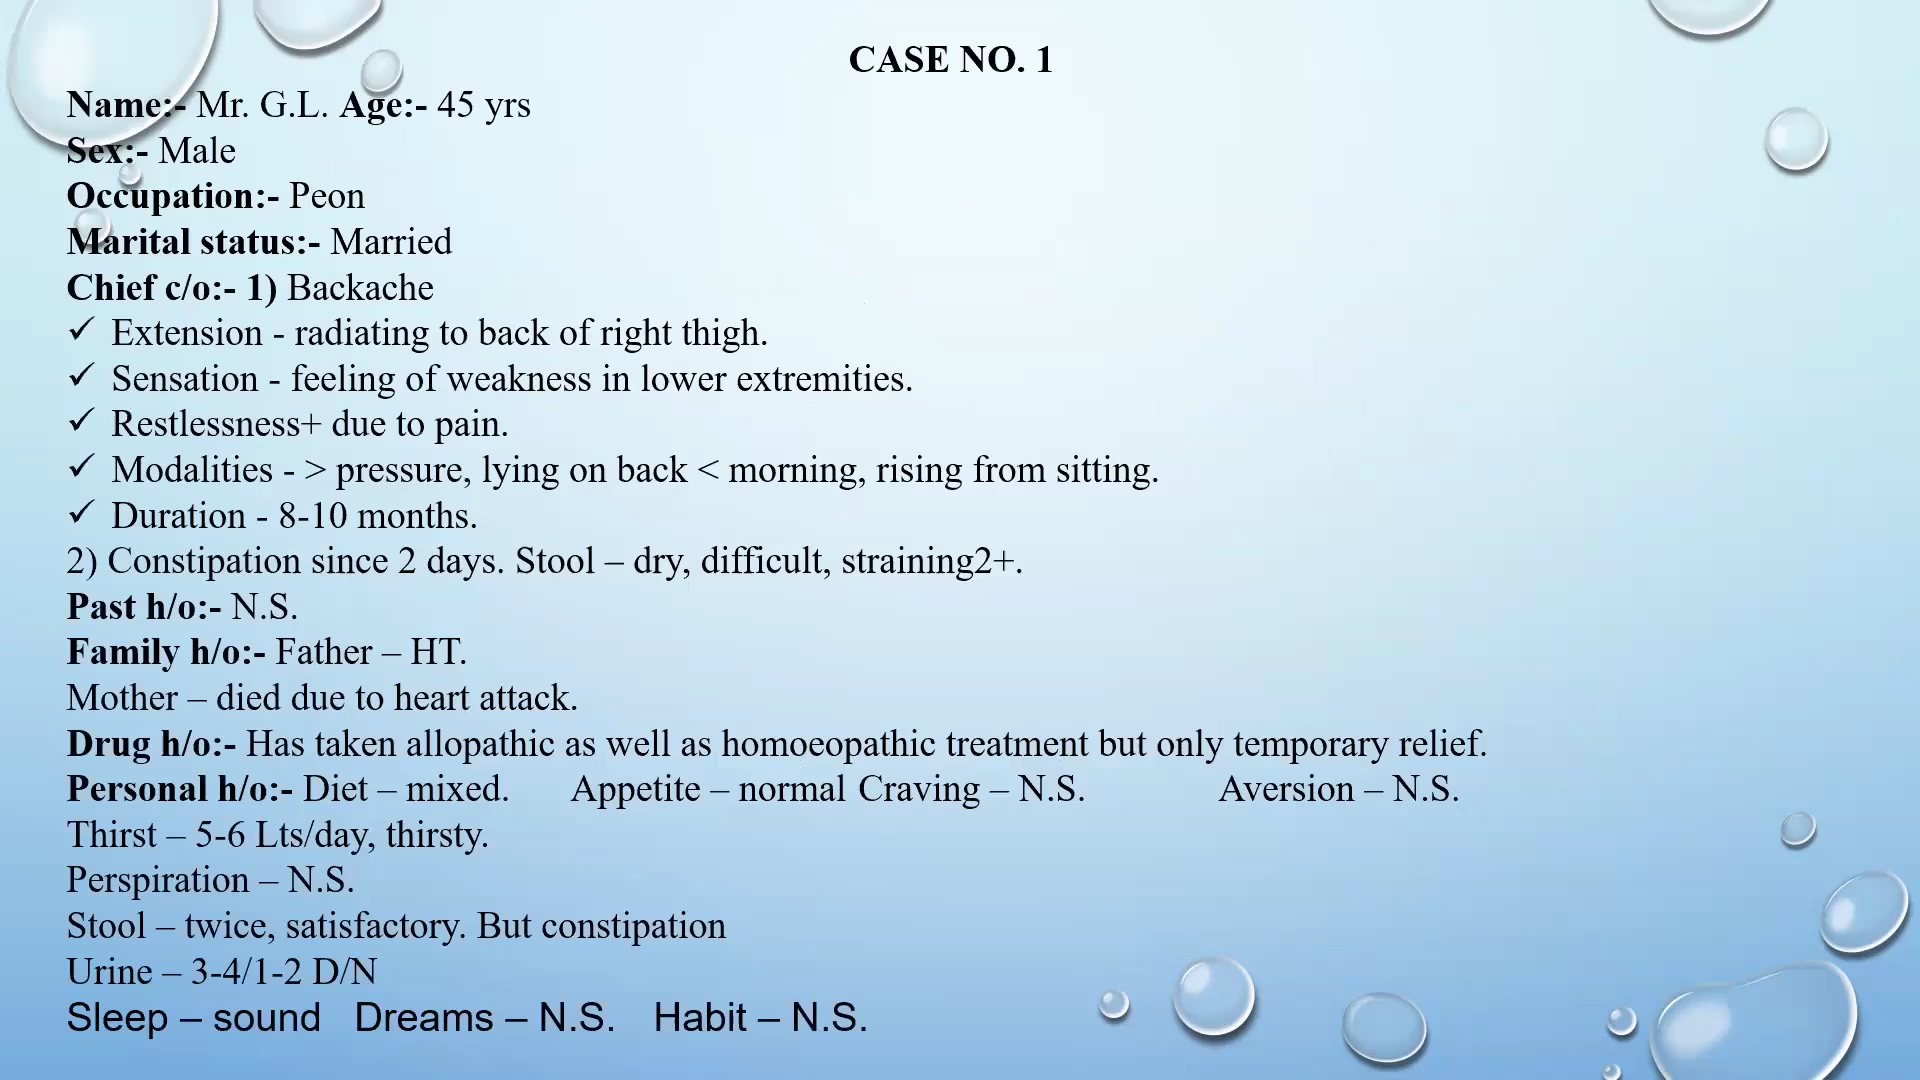 CASE NO. 1
Name:- Mr. G.L. Age:- 45 yrs
Sex:- Male
Occupation:- Peon
Marital status:- Married
Chief c/o:- 1) Backache
✓ Extension - radiating to back of right thigh.
✓ Sensation - feeling of weakness in lower extremities.
✓ Restlessness+ due to pain.
✓ Modalities - > pressure, lying on back < morning, rising from sitting.
✓ Duration - 8-10 months.
2) Constipation since 2 days. Stool – dry, difficult, straining2+.
Past h/o:- N.S.
Family h/o:- Father – HT.
Mother – died due to heart attack.
Drug h/o:- Has taken allopathic as well as homoeopathic treatment but only temporary relief.
Personal h/o:- Diet – mixed. Appetite – normal Craving – N.S. Aversion – N.S.
Thirst – 5-6 Lts/day, thirsty.
Perspiration – N.S.
Stool – twice, satisfactory. But constipation
Urine – 3-4/1-2 D/N
Sleep – sound Dreams – N.S. Habit – N.S.